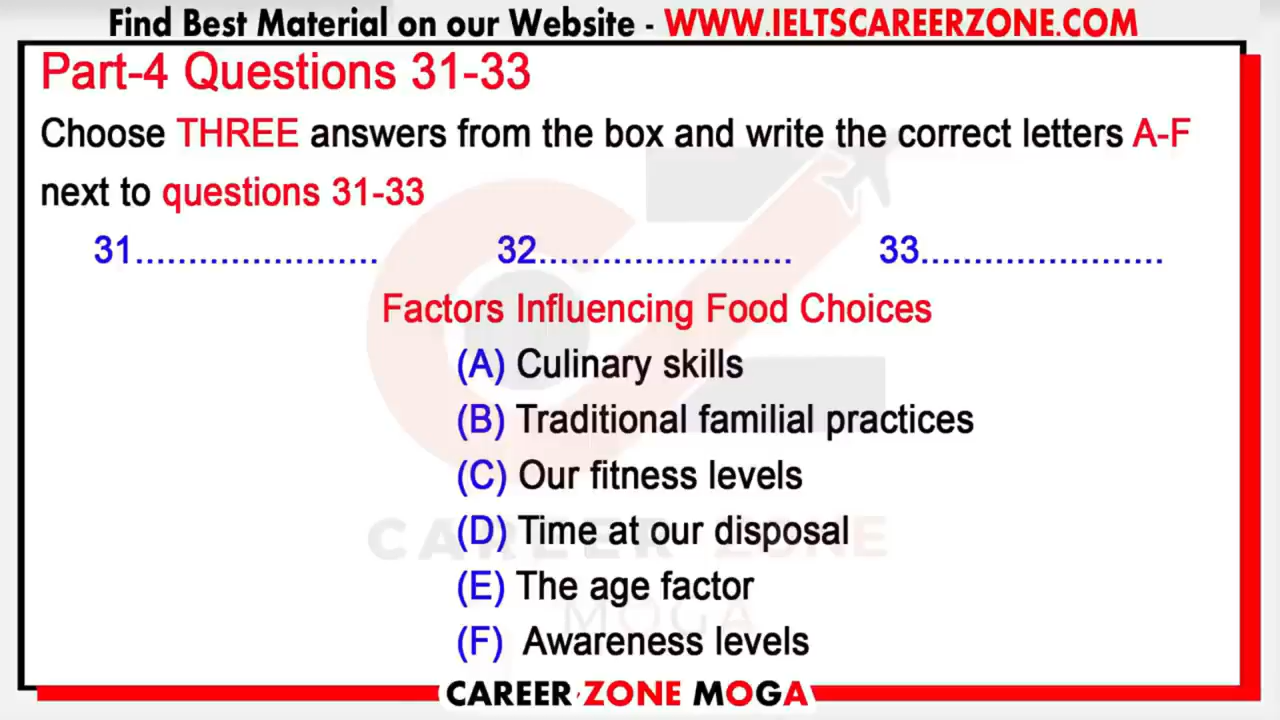 Find Best Material on our Website - WWW.IELTSCAREERZONE.COM
Part-4 Questions 31-33
Choose THREE answers from the box and write the correct letters A-F
next to questions 31-33
31...................... 32........................ 33.......................
Factors Influencing Food Choices
(A) Culinary skills
(B) Traditional familial practices
(C) Our fitness levels
(D) Time at our disposal
CAREER ZONE
(E) The age factor
MOGA
(F) Awareness levels
CAREER ZONE MOGA